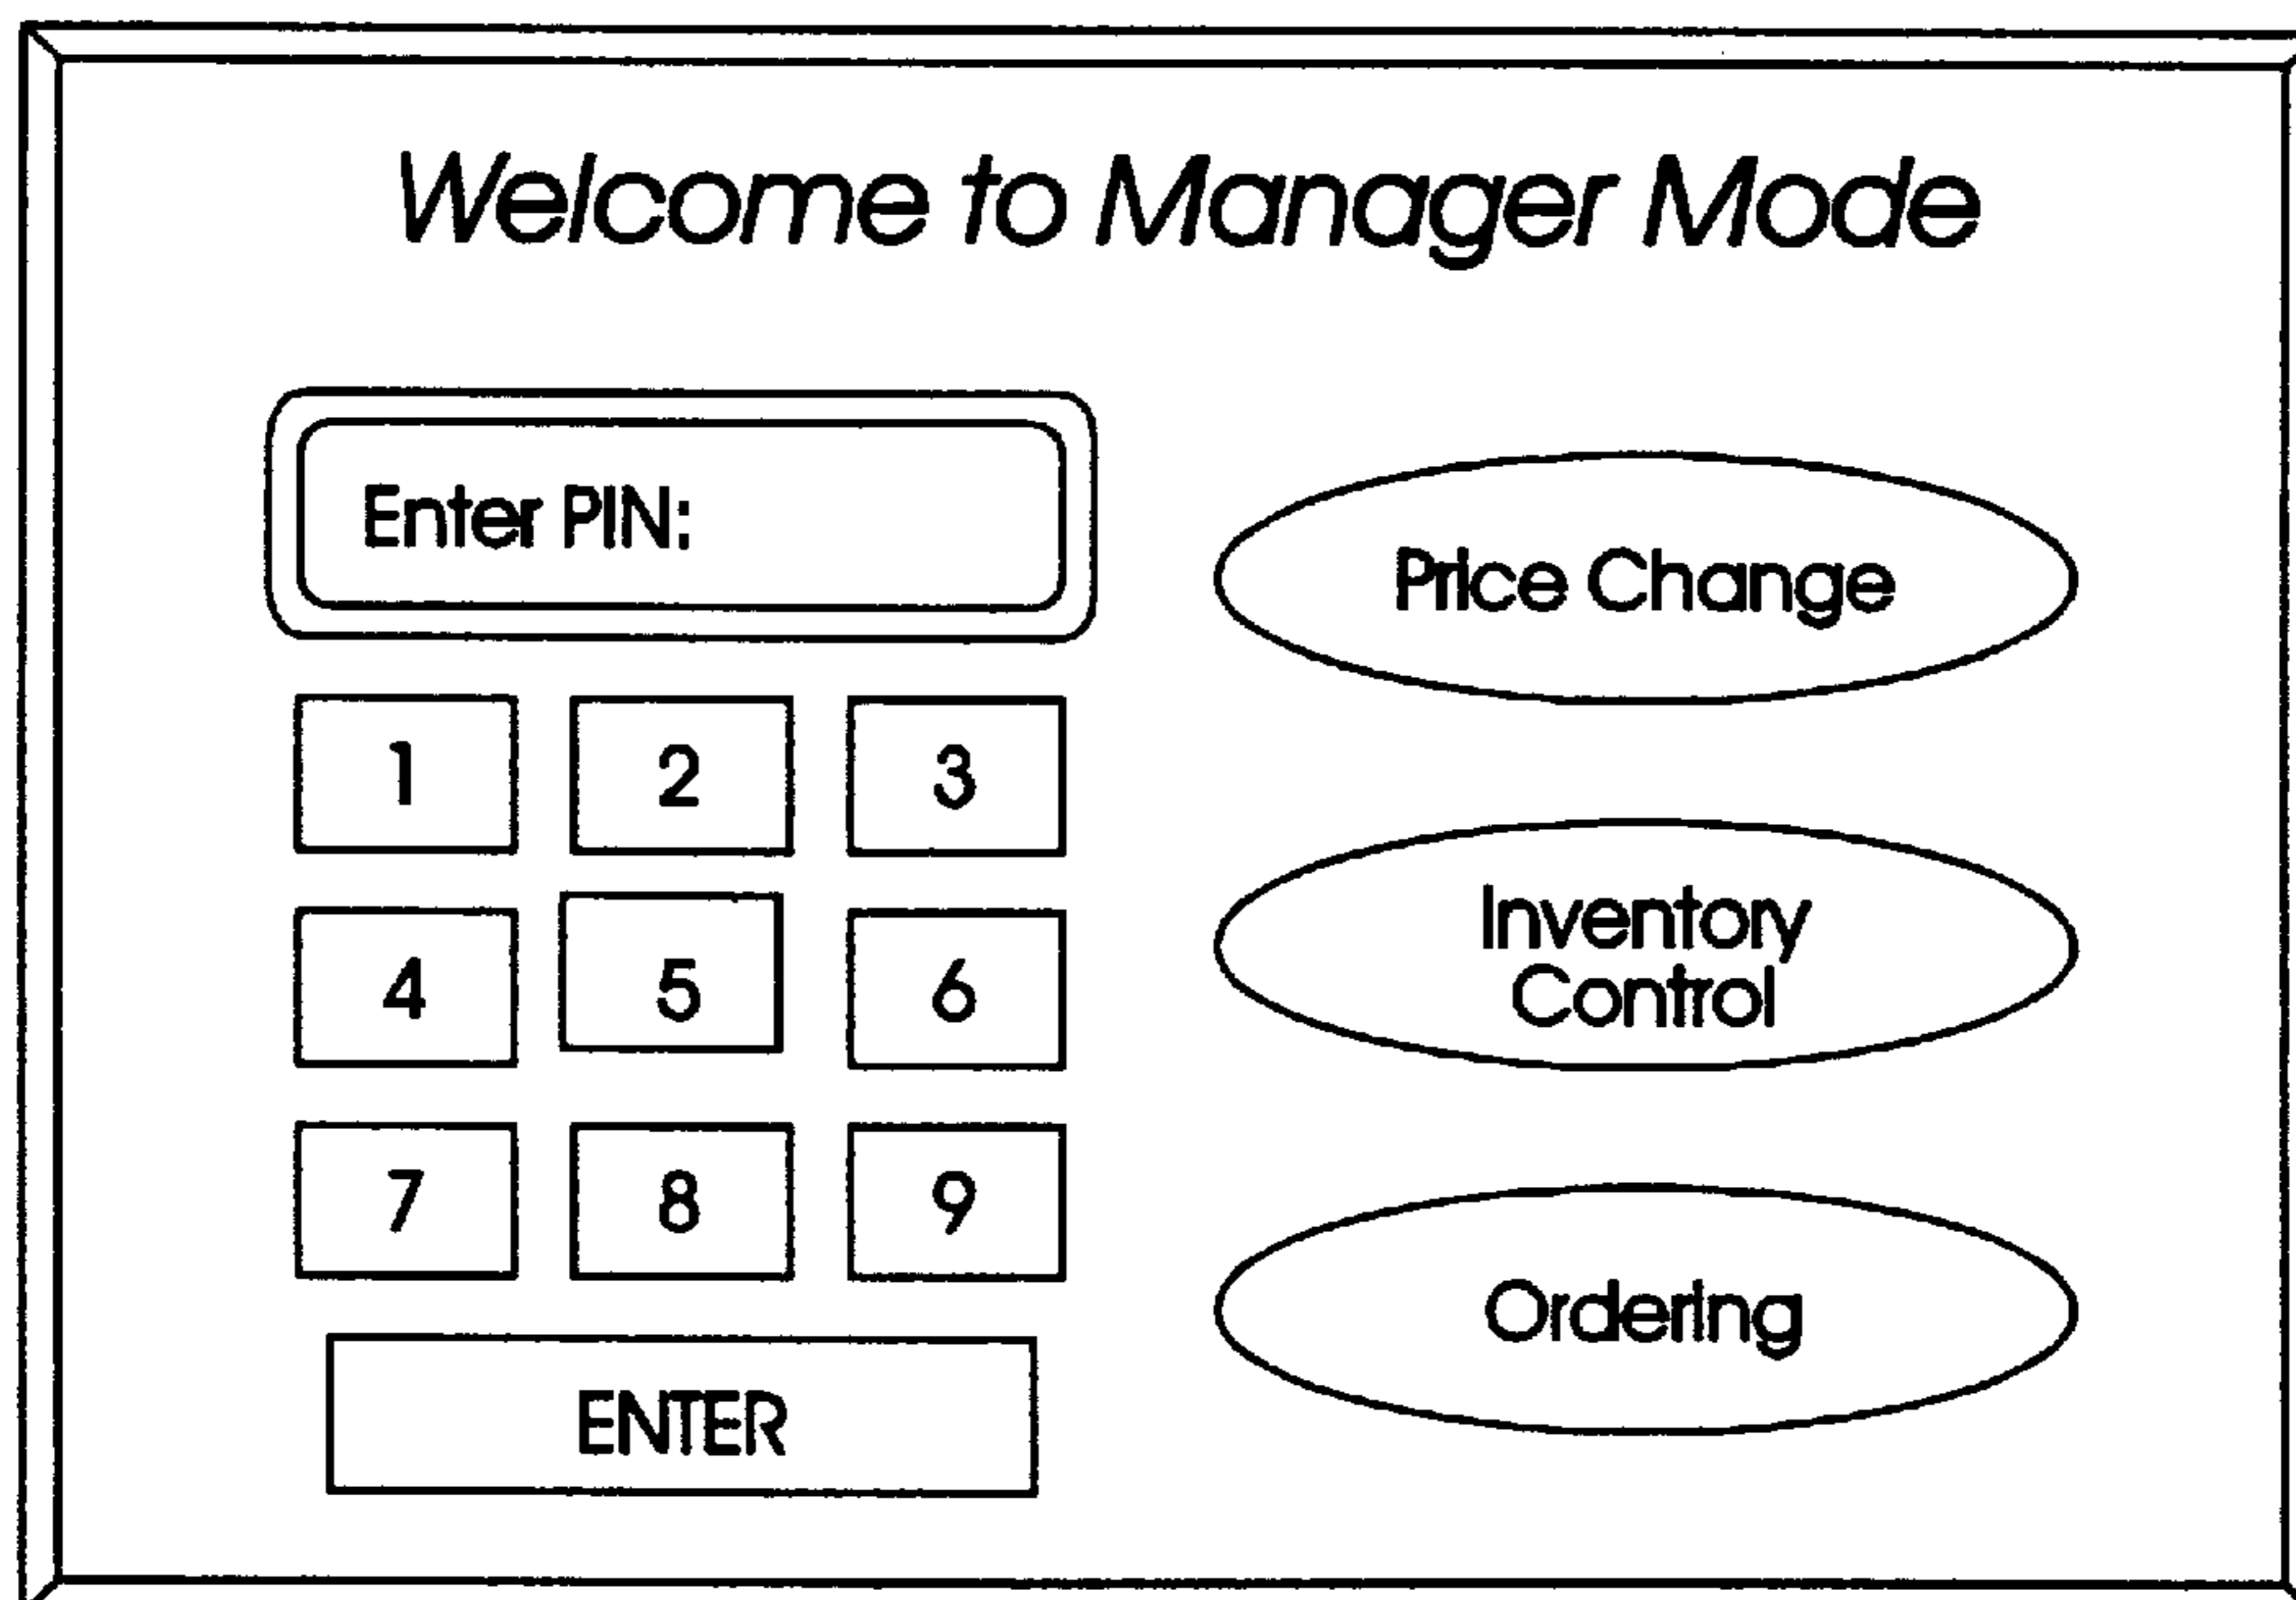 Welcome to Manager Mode
Enter PIN:
1 2 3
4 5 6
7 8 9
ENTER
Price Change
Inventory
Control
Ordering